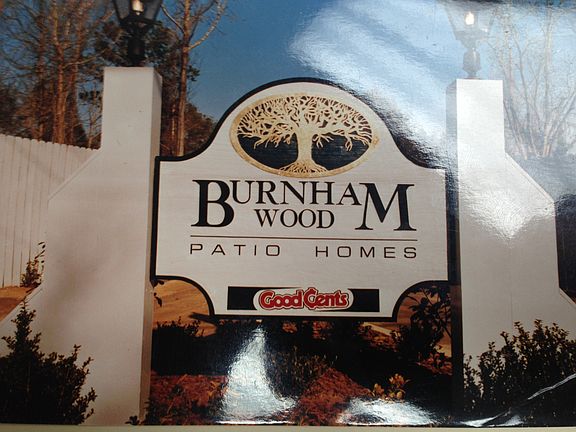 BURNHAM
WOOD
PATIO HOMES
Good Cents